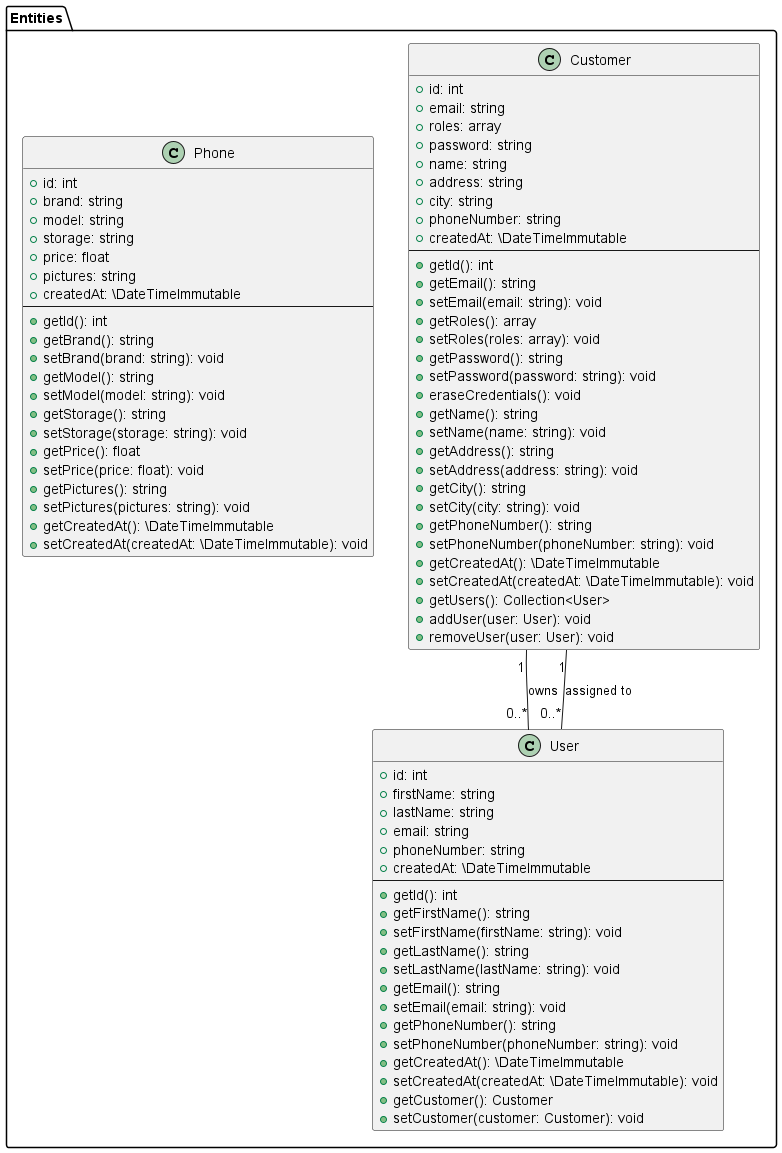 Entities
C Phone
id: int
brand: string
model: string
storage: string
price: float
pictures: string
createdAt: \DateTimeImmutable
getId(): int
getBrand(): string
setBrand(brand: string): void
getModel(): string
setModel(model: string): void
getStorage(): string
setStorage(storage: string): void
getPrice(): float
setPrice(price: float): void
getPictures(): string
setPictures(pictures: string): void
getCreatedAt(): \DateTimeImmutable
setCreatedAt(createdAt: \DateTimeImmutable): void
C Customer
id: int
email: string
roles: array
password: string
name: string
address: string
city: string
phoneNumber: string
createdAt: \DateTimeImmutable
getId(): int
getEmail(): string
setEmail(email: string): void
getRoles(): array
setRoles(roles: array): void
getPassword(): string
setPassword(password: string): void
eraseCredentials(): void
getName(): string
setName(name: string): void
getAddress(): string
setAddress(address: string): void
getCity(): string
setCity(city: string): void
getPhoneNumber(): string
setPhoneNumber(phoneNumber: string): void
getCreatedAt(): \DateTimeImmutable
setCreatedAt(createdAt: \DateTimeImmutable): void
getUsers(): Collection<User>
addUser(user: User): void
removeUser(user: User): void
1 1
owns assigned to
0..* 0..*
C User
id: int
firstName: string
lastName: string
email: string
phoneNumber: string
createdAt: \DateTimeImmutable
getId(): int
getFirstName(): string
setFirstName(firstName: string): void
getLastName(): string
setLastName(lastName: string): void
getEmail(): string
setEmail(email: string): void
getPhoneNumber(): string
setPhoneNumber(phoneNumber: string): void
getCreatedAt(): \DateTimeImmutable
setCreatedAt(createdAt: \DateTimeImmutable): void
getCustomer(): Customer
setCustomer(customer: Customer): void